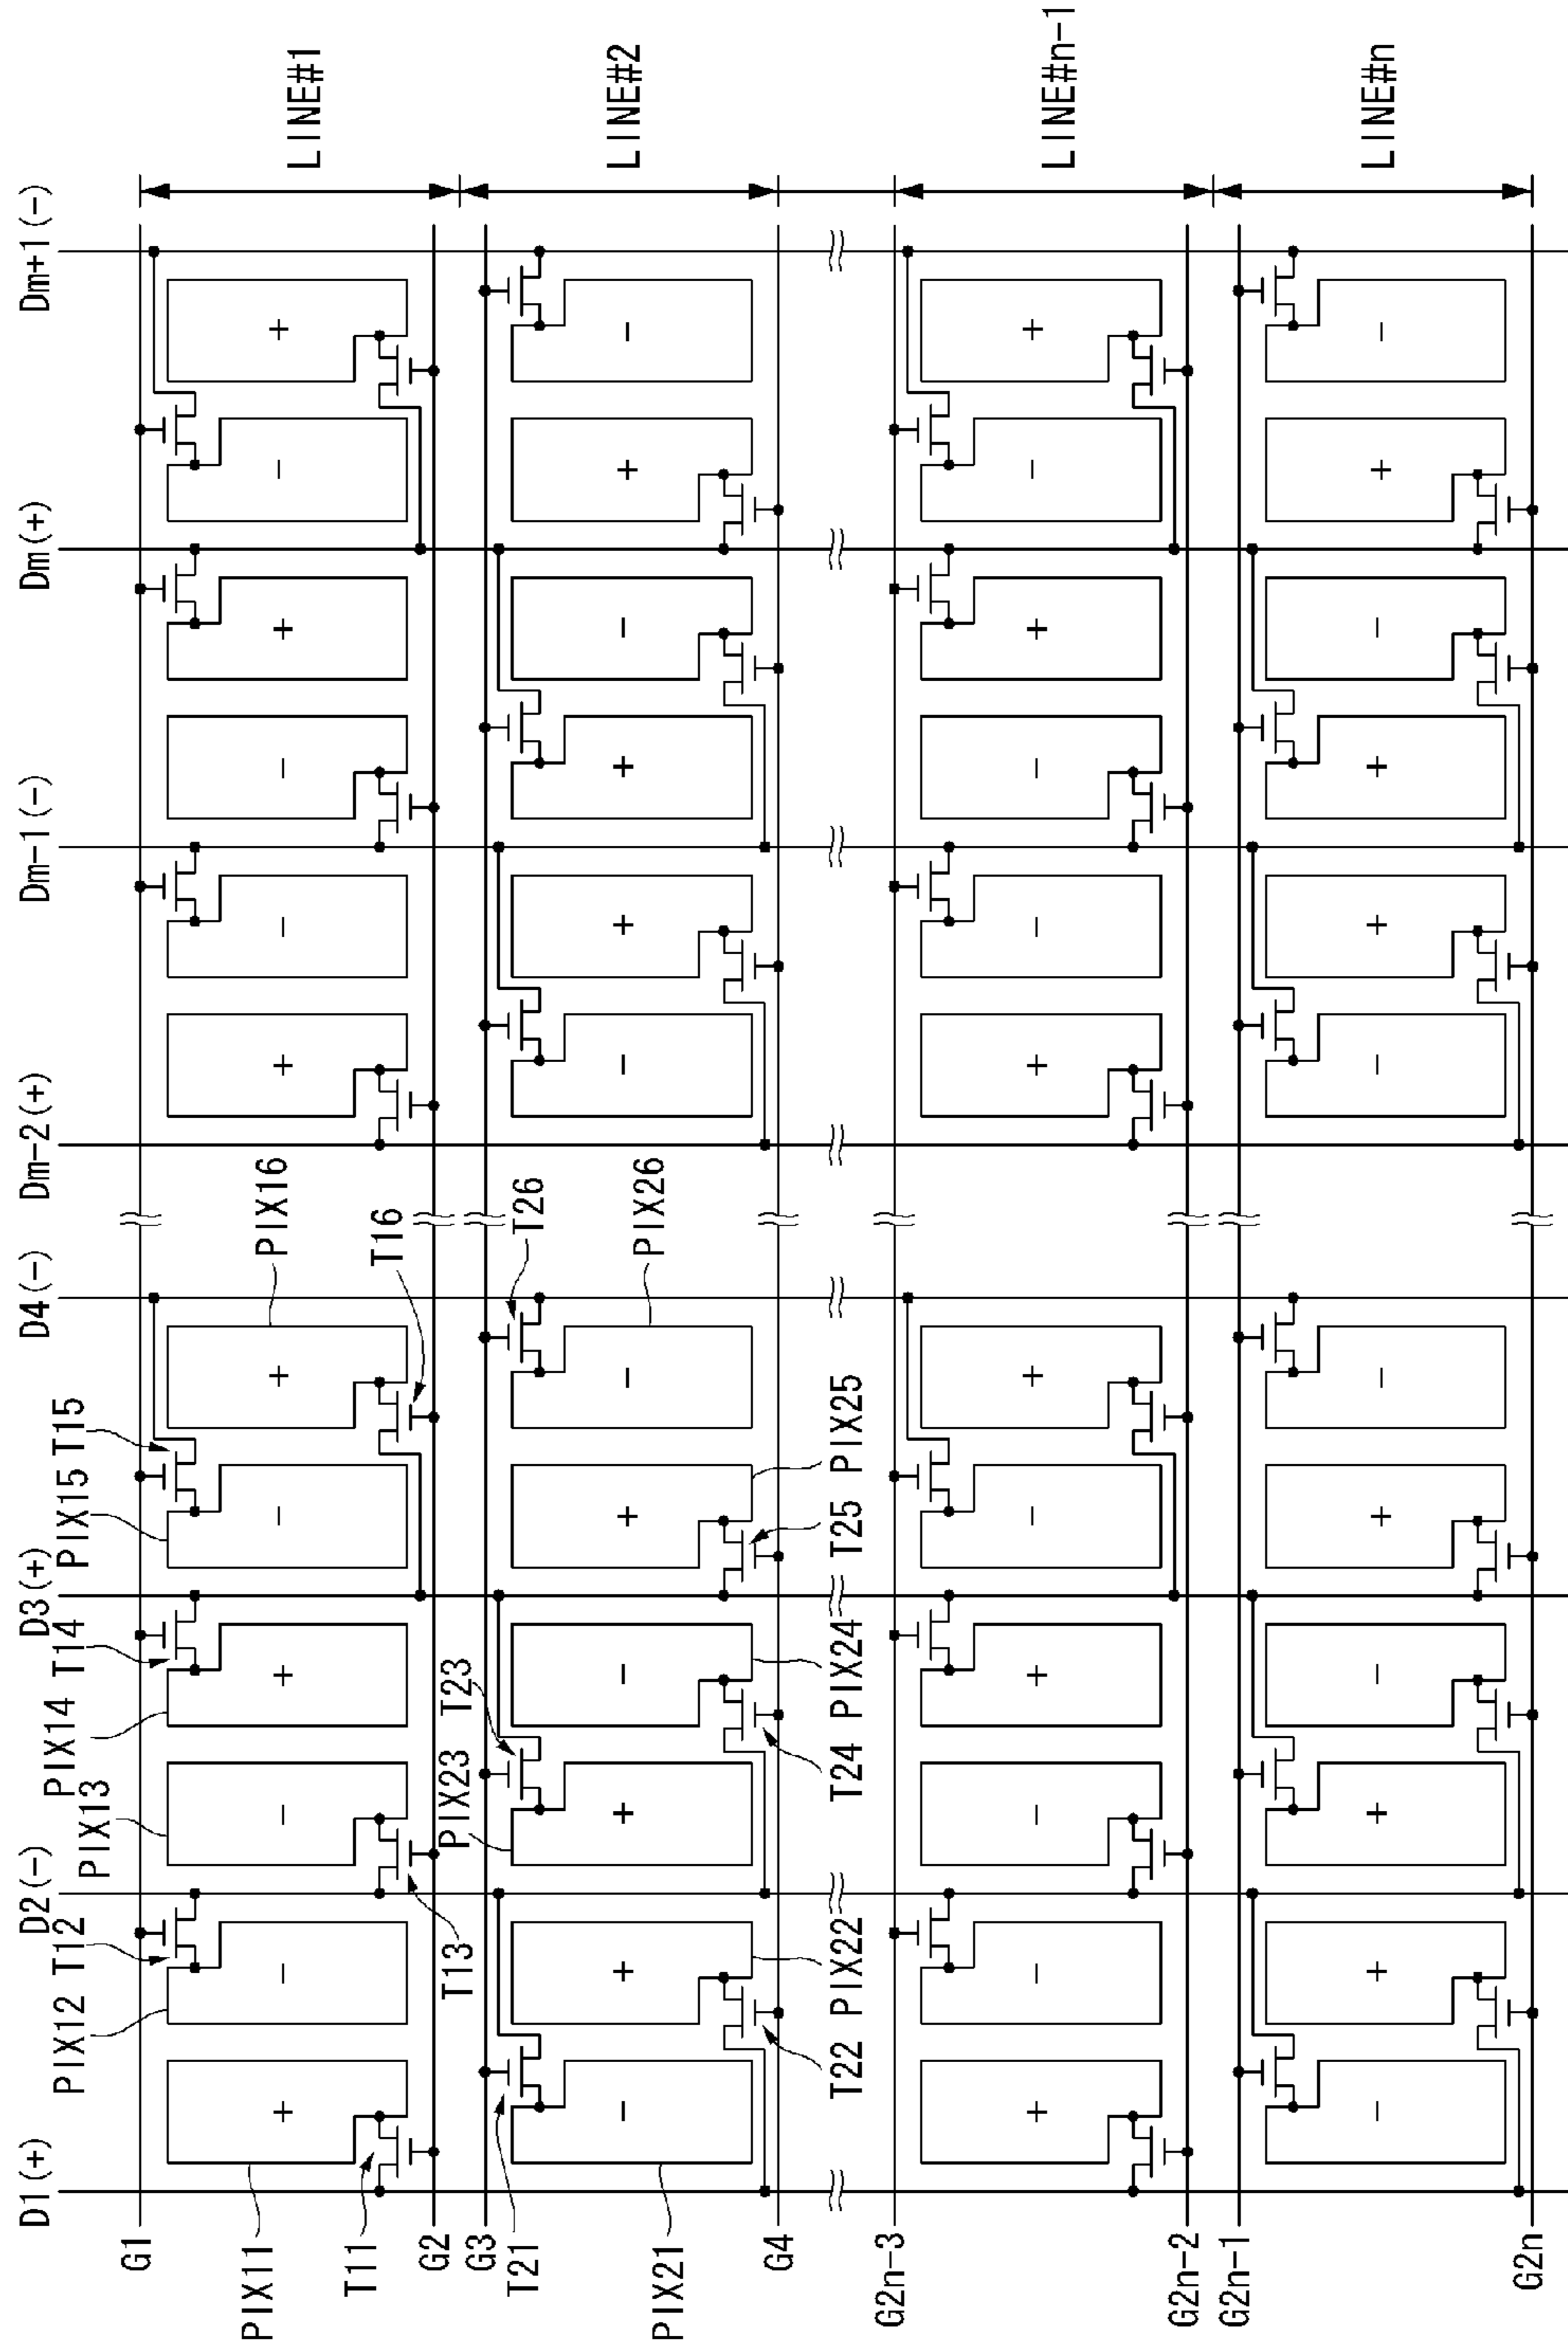 D1(+) D2(-) D3(+) D4(-) Dm-2(+) Dm-1(-) Dm(+) Dm+1(-)
PIX12 T12 PIX14 T14 PIX15 T15
PIX13
G1
PIX11 + - - + - + PIX16 + - - + - + LINE#1
T11 T16
G2 T13
G3 PIX23 T23
T21 T26
PIX21 - + + - + - PIX26 - + + - + - LINE#2
G4
T22 PIX22 T24 PIX24 T25 PIX25
G2n-3
+ - - + - + + - - + - + LINE#n-1
G2n-2
G2n-1
- + + - + - - + + - + - LINE#n
G2n